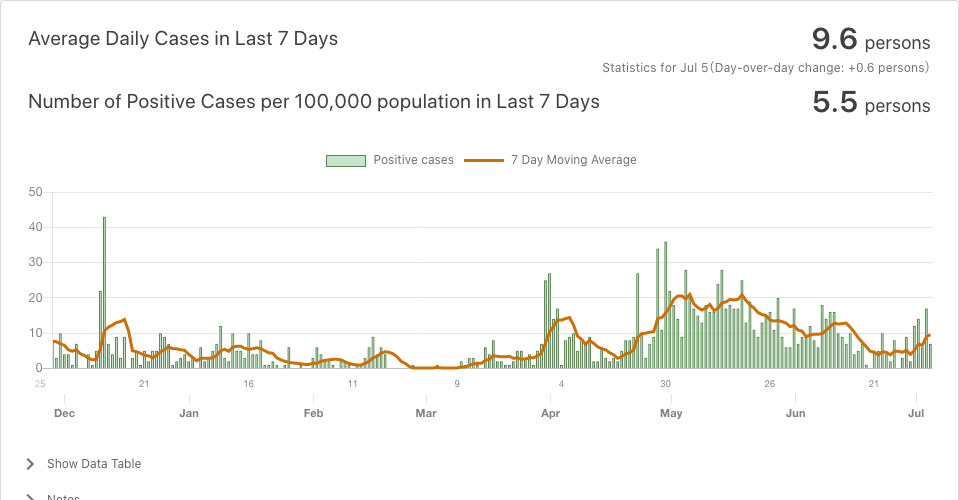 Average Daily Cases in Last 7 Days
9.6 persons
Statistics for Jul 5(Day-over-day change: +0.6 persons)
Number of Positive Cases per 100,000 population in Last 7 Days
5.5 persons
Positive cases 7 Day Moving Average
50
40
30
20
10
0
25 21 16 11 9 4 30 26 21
Dec Jan Feb Mar Apr May Jun Jul
Show Data Table
Notes